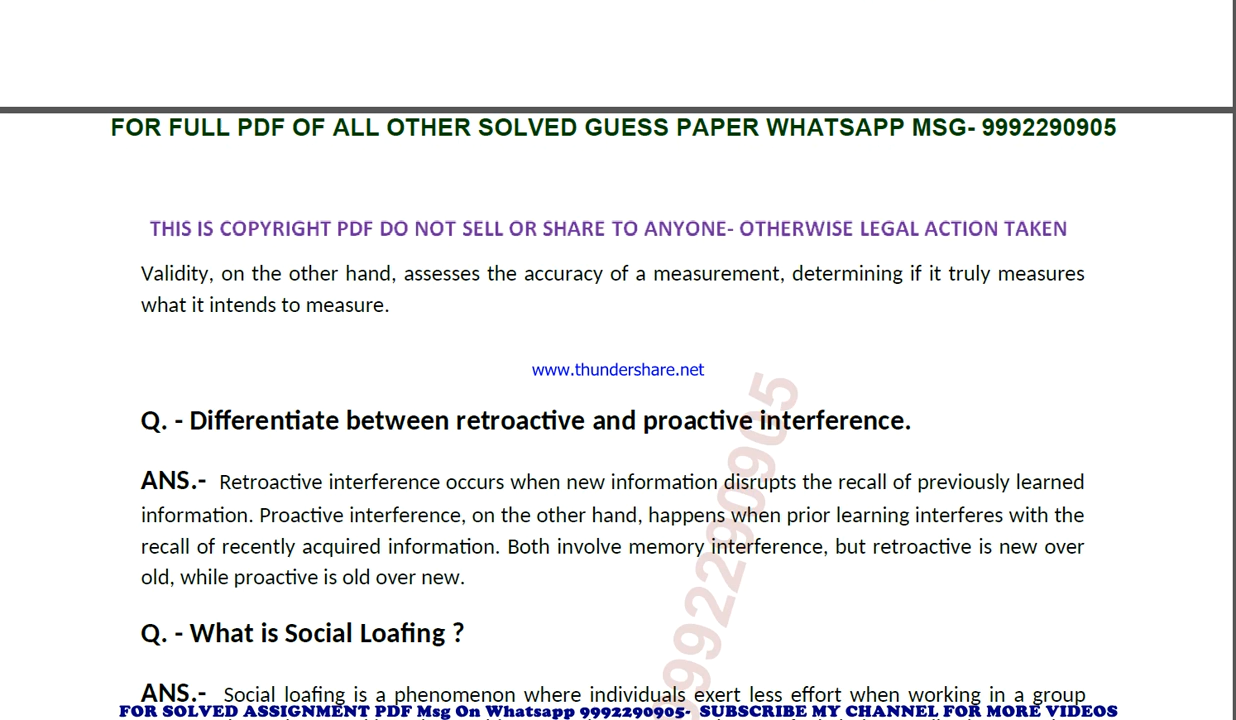 FOR FULL PDF OF ALL OTHER SOLVED GUESS PAPER WHATSAPP MSG- 9992290905
THIS IS COPYRIGHT PDF DO NOT SELL OR SHARE TO ANYONE- OTHERWISE LEGAL ACTION TAKEN
Validity, on the other hand, assesses the accuracy of a measurement, determining if it truly measures
what it intends to measure.
www.thundershare.net
Q. - Differentiate between retroactive and proactive interference.
ANS.- Retroactive interference occurs when new information disrupts the recall of previously learned
information. Proactive interference, on the other hand, happens when prior learning interferes with the
recall of recently acquired information. Both involve memory interference, but retroactive is new over
old, while proactive is old over new.
9992290905
Q. - What is Social Loafing ?
ANS.- Social loafing is a phenomenon where individuals exert less effort when working in a group
FOR SOLVED ASSIGNMENT PDF Msg On Whatsapp 9992290905- SUBSCRIBE MY CHANNEL FOR MORE VIDEOS